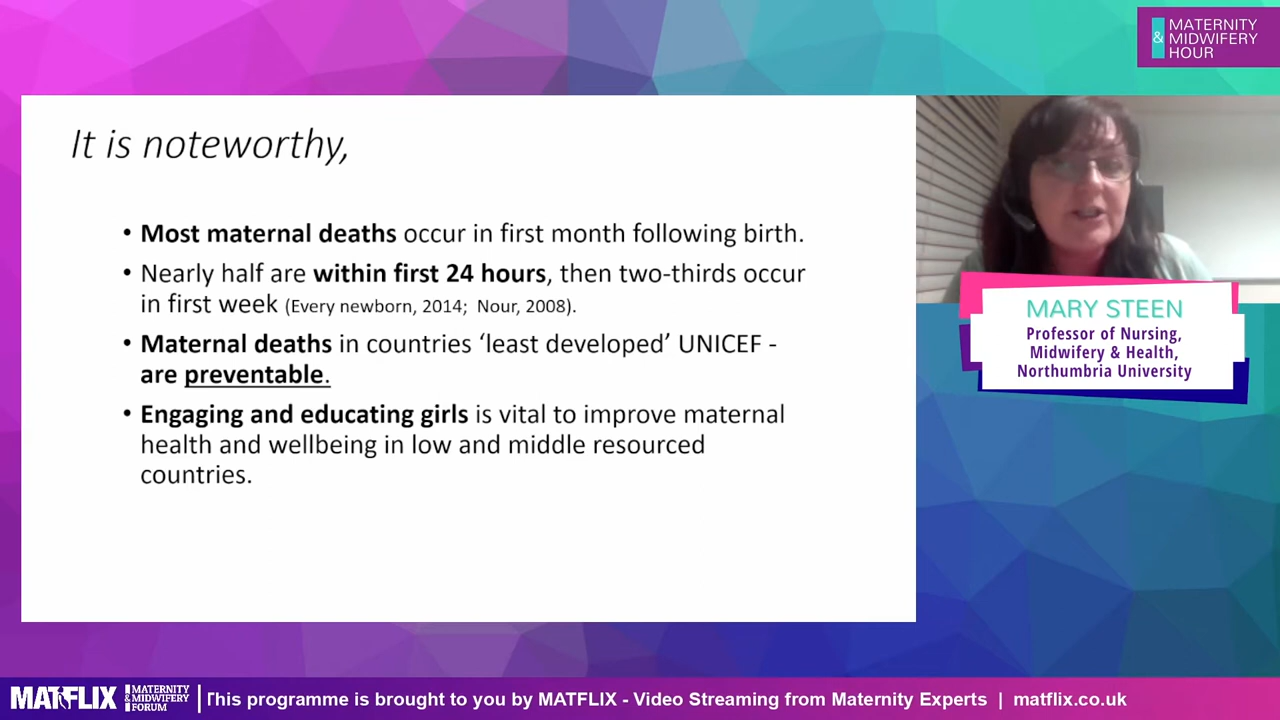 MATERNITY
& MIDWIFERY
HOUR
It is noteworthy,
• Most maternal deaths occur in first month following birth.
• Nearly half are within first 24 hours, then two-thirds occur
in first week (Every newborn, 2014; Nour, 2008).
• Maternal deaths in countries ‘least developed’ UNICEF -
are preventable.
• Engaging and educating girls is vital to improve maternal
health and wellbeing in low and middle resourced
countries.
MARY STEEN
Professor of Nursing,
Midwifery & Health,
Northumbria University
MATFLIX
MATERNITY
& MIDWIFERY
FORUM
This programme is brought to you by MATFLIX - Video Streaming from Maternity Experts | matflix.co.uk